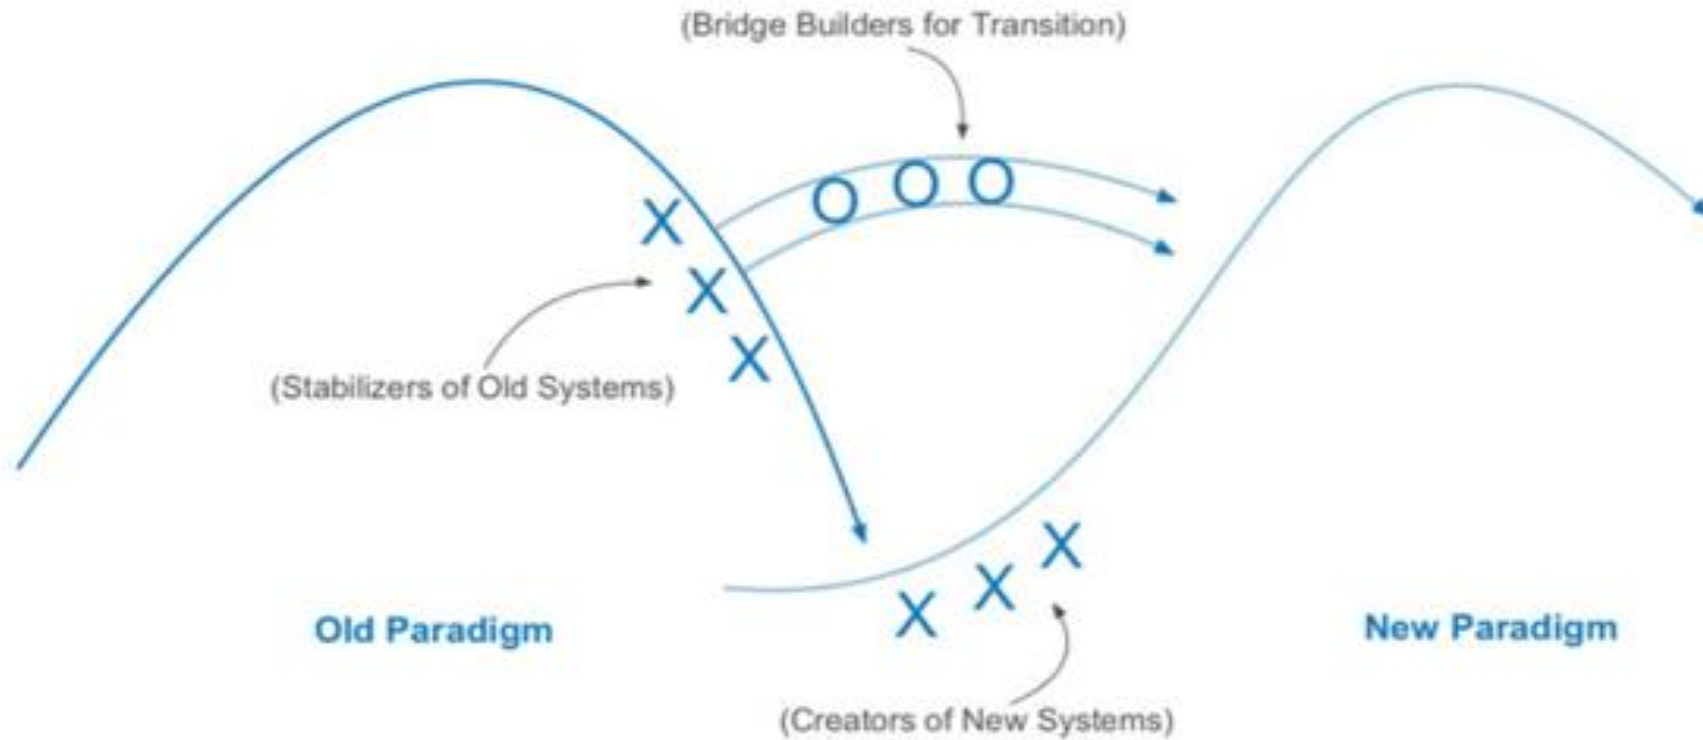 (Bridge Builders for Transition)
X
O O O
X
X
(Stabilizers of Old Systems)
X
X
X
Old Paradigm
New Paradigm
(Creators of New Systems)